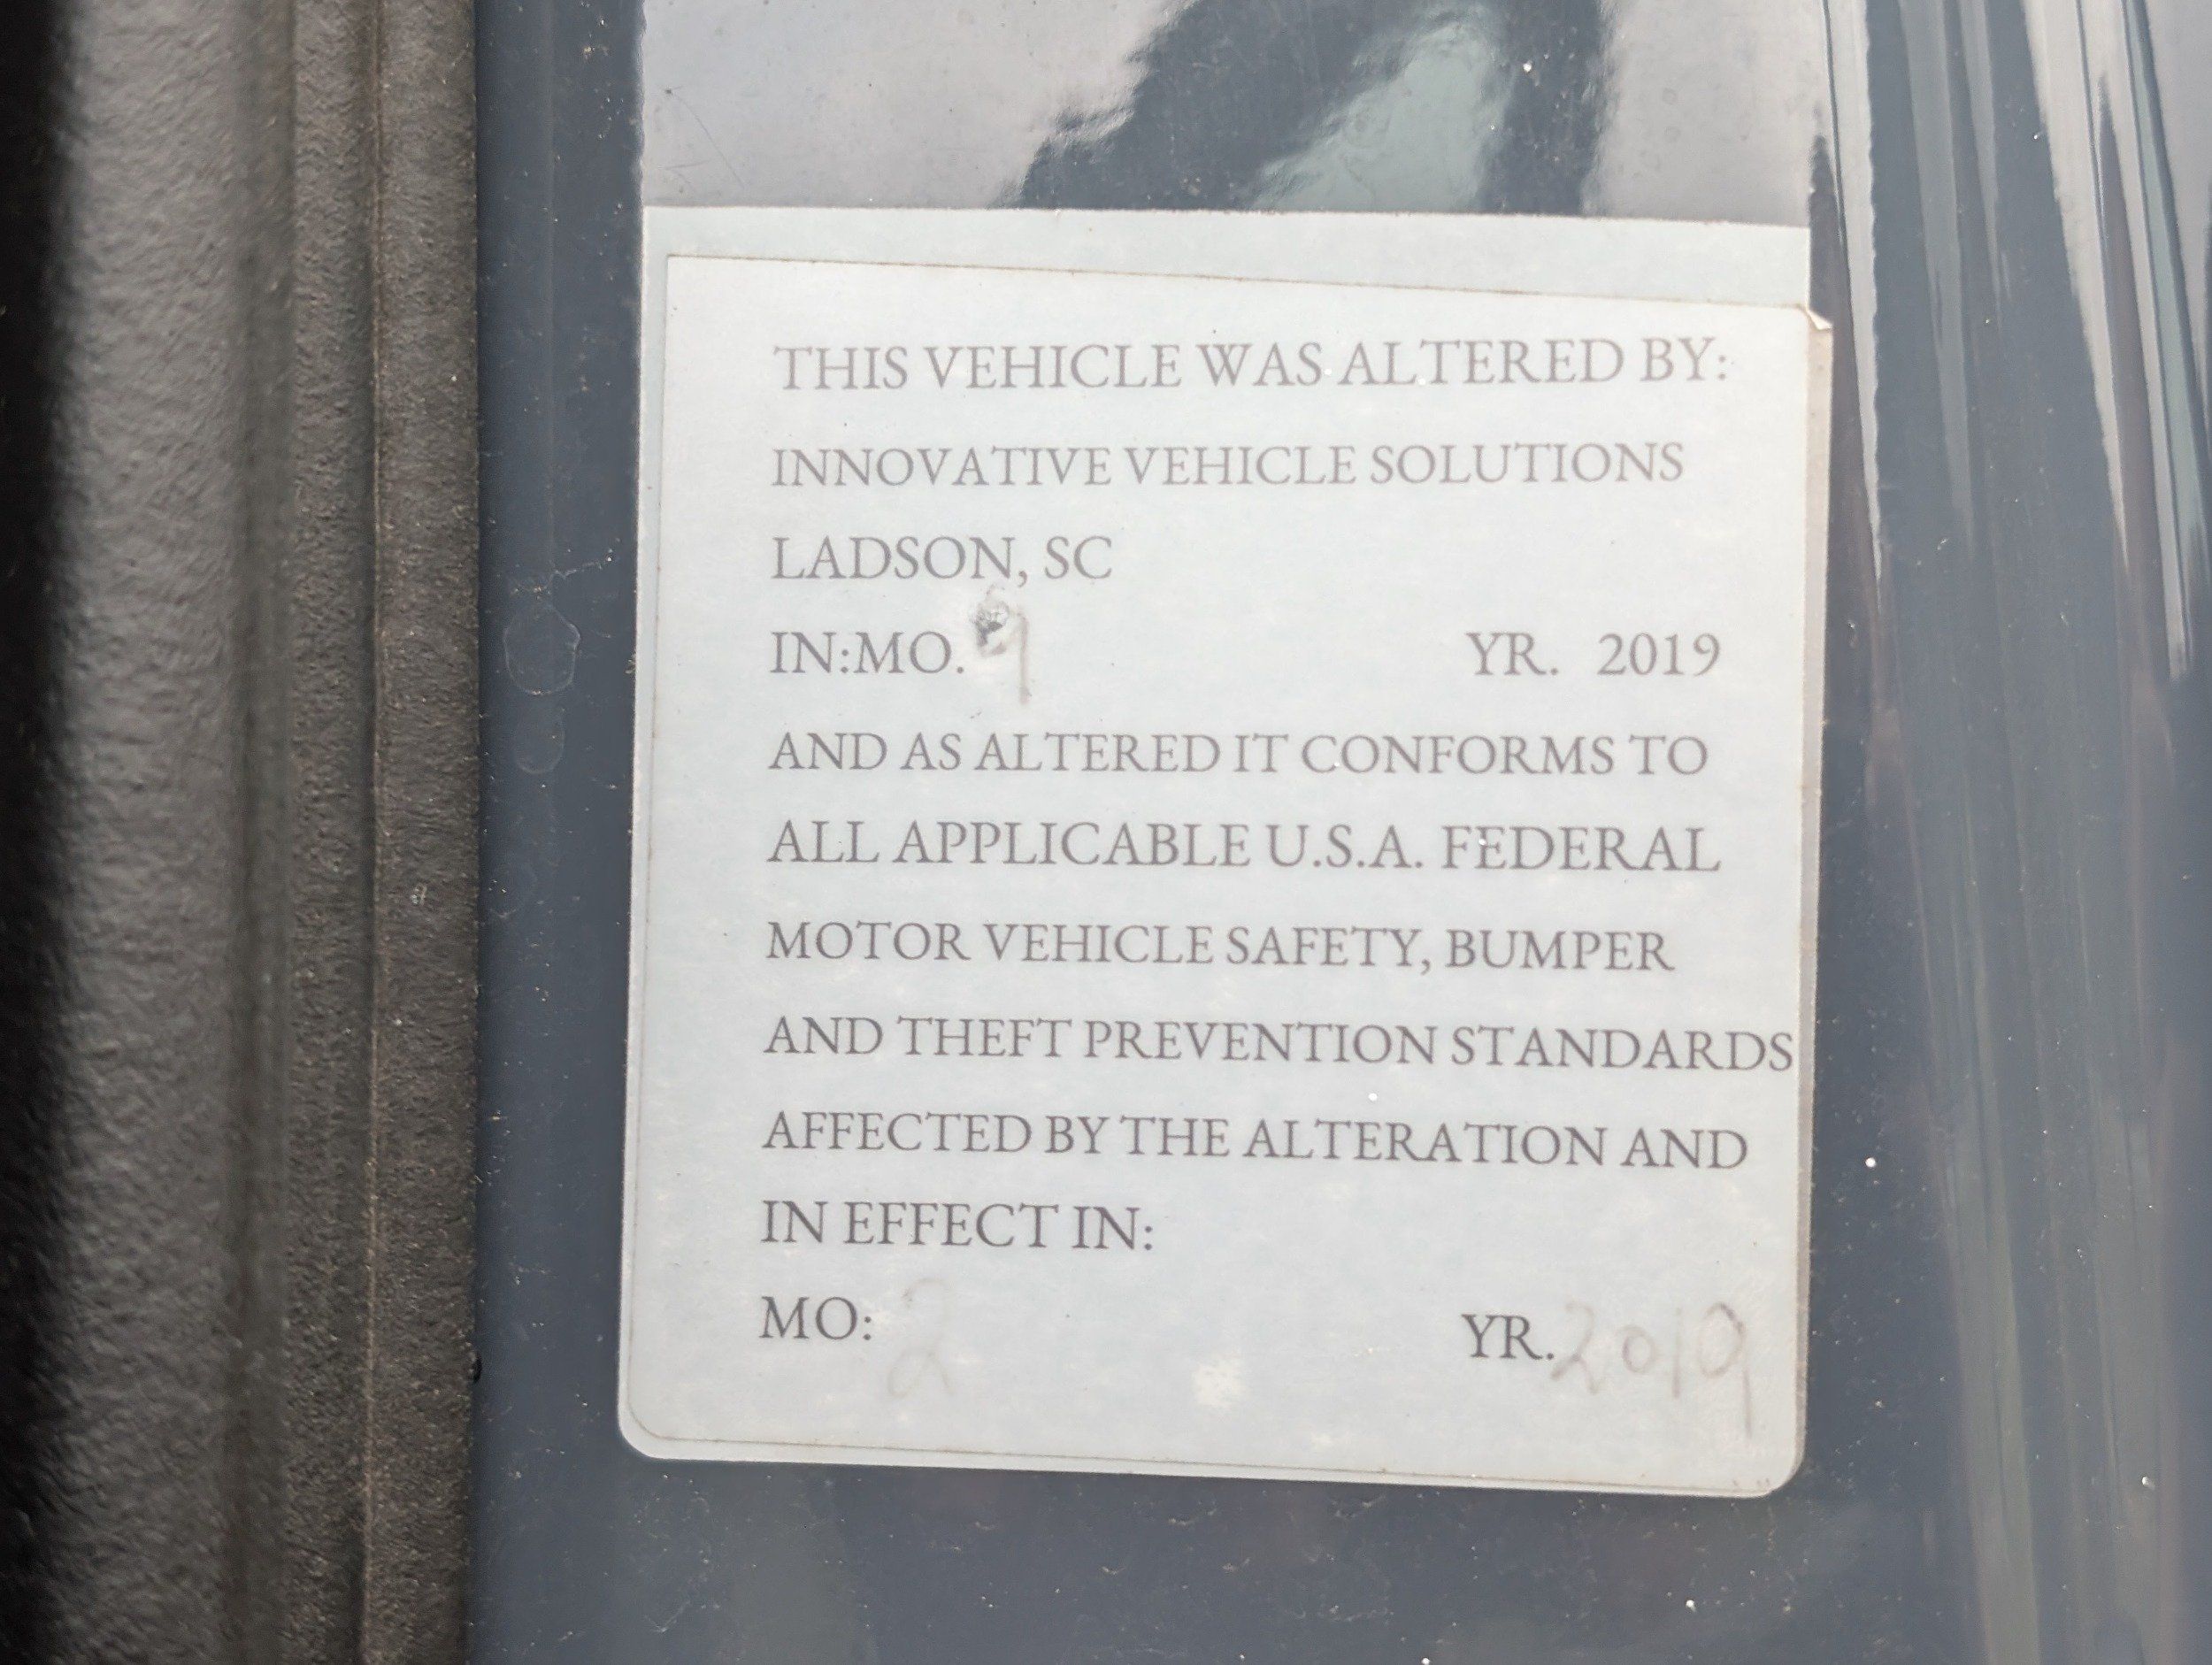 THIS VEHICLE WAS ALTERED BY:
INNOVATIVE VEHICLE SOLUTIONS
LADSON, SC
IN:MO. 9 YR. 2019
AND AS ALTERED IT CONFORMS TO
ALL APPLICABLE U.S.A. FEDERAL
MOTOR VEHICLE SAFETY, BUMPER
AND THEFT PREVENTION STANDARDS
AFFECTED BY THE ALTERATION AND
IN EFFECT IN:
MO: 2 YR. 2019